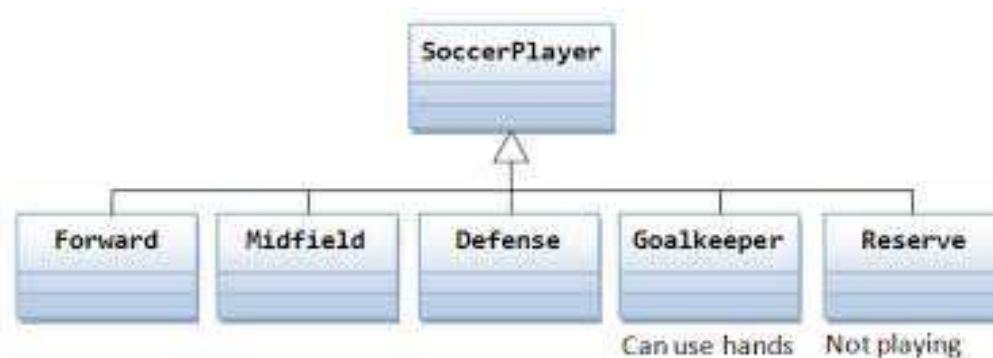 SoccerPlayer
Forward Midfield Defense Goalkeeper Reserve
Can use hands Not playing